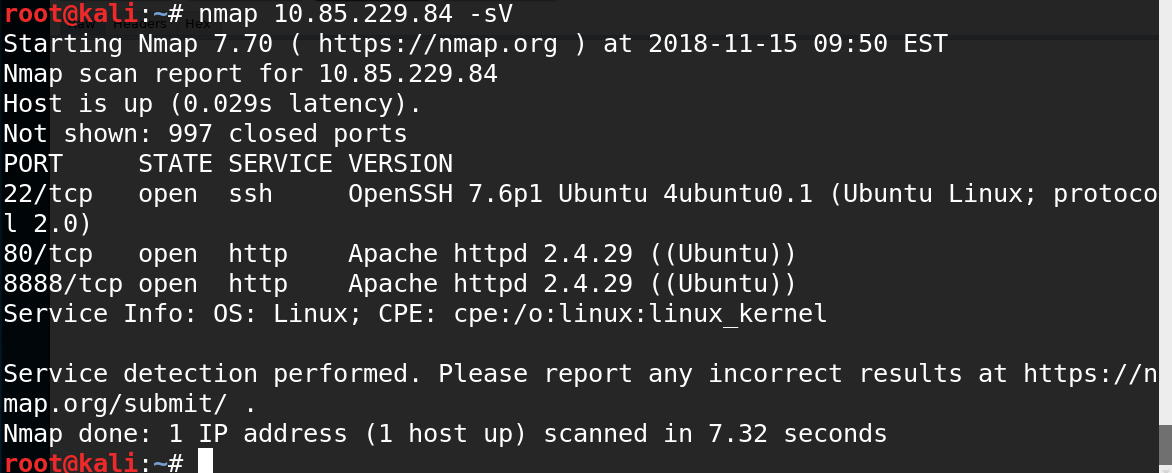 root@kali:~# nmap 10.85.229.84 -sV
Starting Nmap 7.70 ( https://nmap.org ) at 2018-11-15 09:50 EST
Nmap scan report for 10.85.229.84
Host is up (0.029s latency).
Not shown: 997 closed ports
PORT     STATE SERVICE VERSION
22/tcp   open  ssh     OpenSSH 7.6p1 Ubuntu 4ubuntu0.1 (Ubuntu Linux; protoco
l 2.0)
80/tcp   open  http    Apache httpd 2.4.29 ((Ubuntu))
8888/tcp open  http    Apache httpd 2.4.29 ((Ubuntu))
Service Info: OS: Linux; CPE: cpe:/o:linux:linux_kernel

Service detection performed. Please report any incorrect results at https://n
map.org/submit/ .
Nmap done: 1 IP address (1 host up) scanned in 7.32 seconds
root@kali:~#